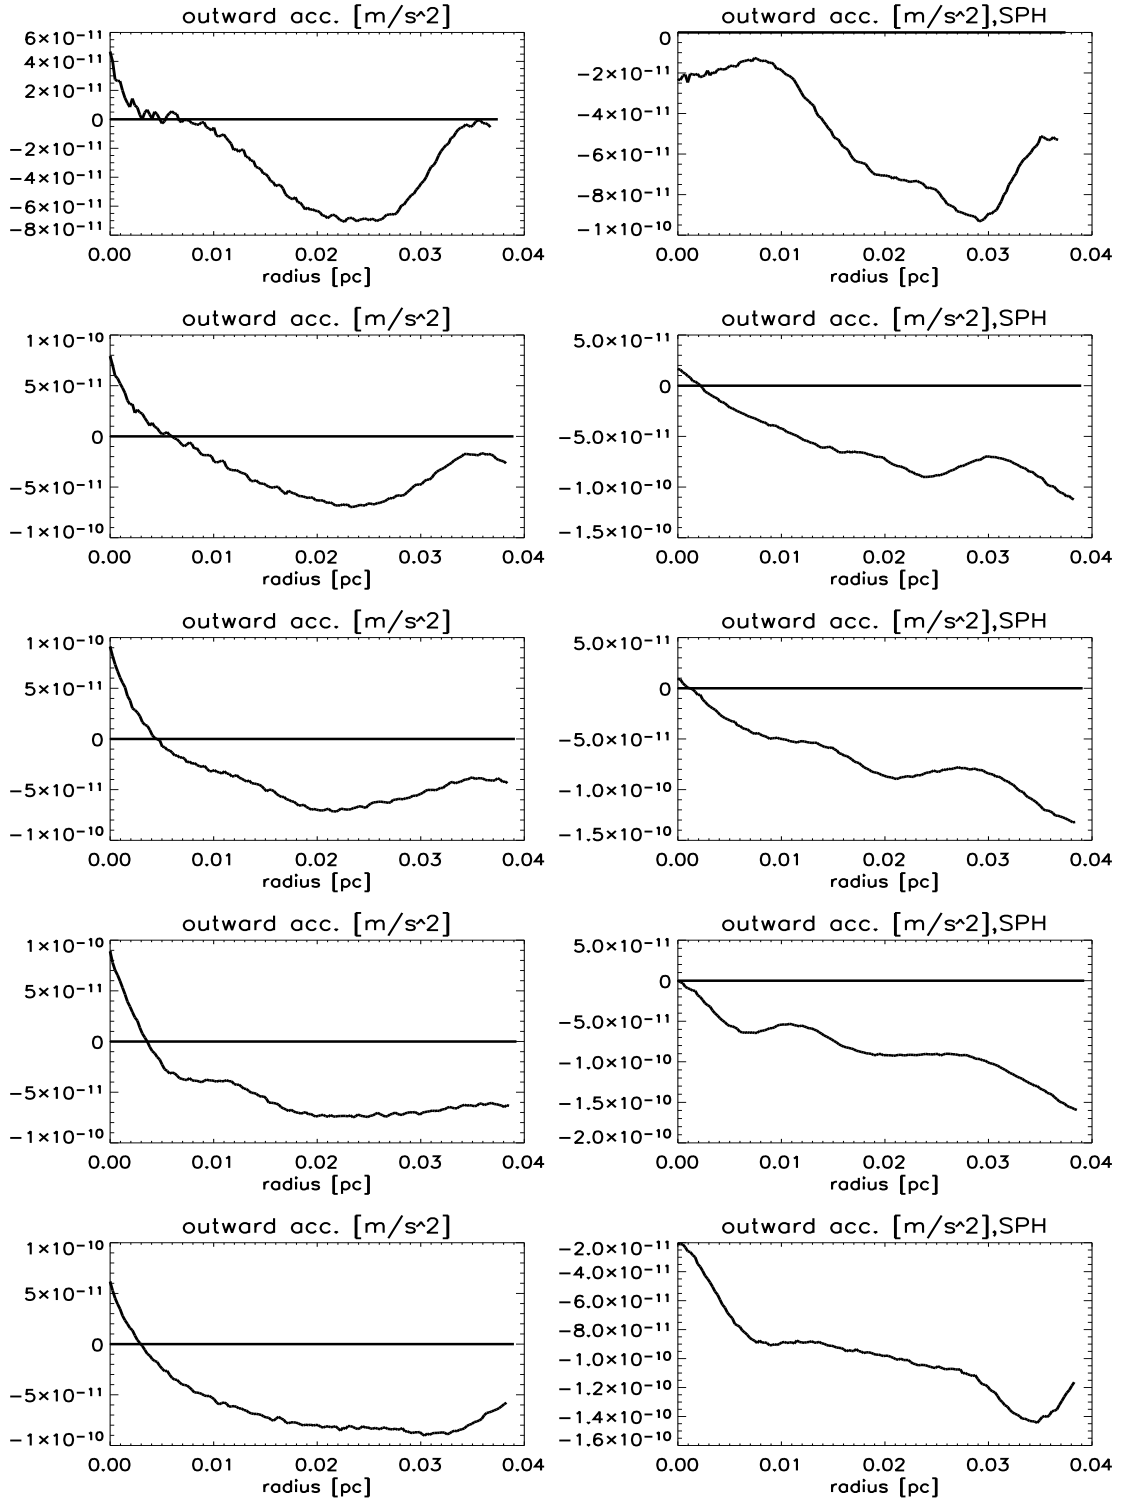 outward acc. [m/s^2]
6×10⁻¹¹
4×10⁻¹¹
2×10⁻¹¹
0
−2×10⁻¹¹
−4×10⁻¹¹
−6×10⁻¹¹
−8×10⁻¹¹
0.00 0.01 0.02 0.03 0.04
radius [pc]
outward acc. [m/s^2],SPH
0
−2×10⁻¹¹
−4×10⁻¹¹
−6×10⁻¹¹
−8×10⁻¹¹
−1×10⁻¹⁰
0.00 0.01 0.02 0.03 0.04
radius [pc]
outward acc. [m/s^2]
1×10⁻¹⁰
5×10⁻¹¹
0
−5×10⁻¹¹
−1×10⁻¹⁰
0.00 0.01 0.02 0.03 0.04
radius [pc]
outward acc. [m/s^2],SPH
5.0×10⁻¹¹
0
−5.0×10⁻¹¹
−1.0×10⁻¹⁰
−1.5×10⁻¹⁰
0.00 0.01 0.02 0.03 0.04
radius [pc]
outward acc. [m/s^2]
1×10⁻¹⁰
5×10⁻¹¹
0
−5×10⁻¹¹
−1×10⁻¹⁰
0.00 0.01 0.02 0.03 0.04
radius [pc]
outward acc. [m/s^2],SPH
5.0×10⁻¹¹
0
−5.0×10⁻¹¹
−1.0×10⁻¹⁰
−1.5×10⁻¹⁰
0.00 0.01 0.02 0.03 0.04
radius [pc]
outward acc. [m/s^2]
1×10⁻¹⁰
5×10⁻¹¹
0
−5×10⁻¹¹
−1×10⁻¹⁰
0.00 0.01 0.02 0.03 0.04
radius [pc]
outward acc. [m/s^2],SPH
5.0×10⁻¹¹
0
−5.0×10⁻¹¹
−1.0×10⁻¹⁰
−1.5×10⁻¹⁰
−2.0×10⁻¹⁰
0.00 0.01 0.02 0.03 0.04
radius [pc]
outward acc. [m/s^2]
1×10⁻¹⁰
5×10⁻¹¹
0
−5×10⁻¹¹
−1×10⁻¹⁰
0.00 0.01 0.02 0.03 0.04
radius [pc]
outward acc. [m/s^2],SPH
−2.0×10⁻¹¹
−4.0×10⁻¹¹
−6.0×10⁻¹¹
−8.0×10⁻¹¹
−1.0×10⁻¹⁰
−1.2×10⁻¹⁰
−1.4×10⁻¹⁰
−1.6×10⁻¹⁰
0.00 0.01 0.02 0.03 0.04
radius [pc]